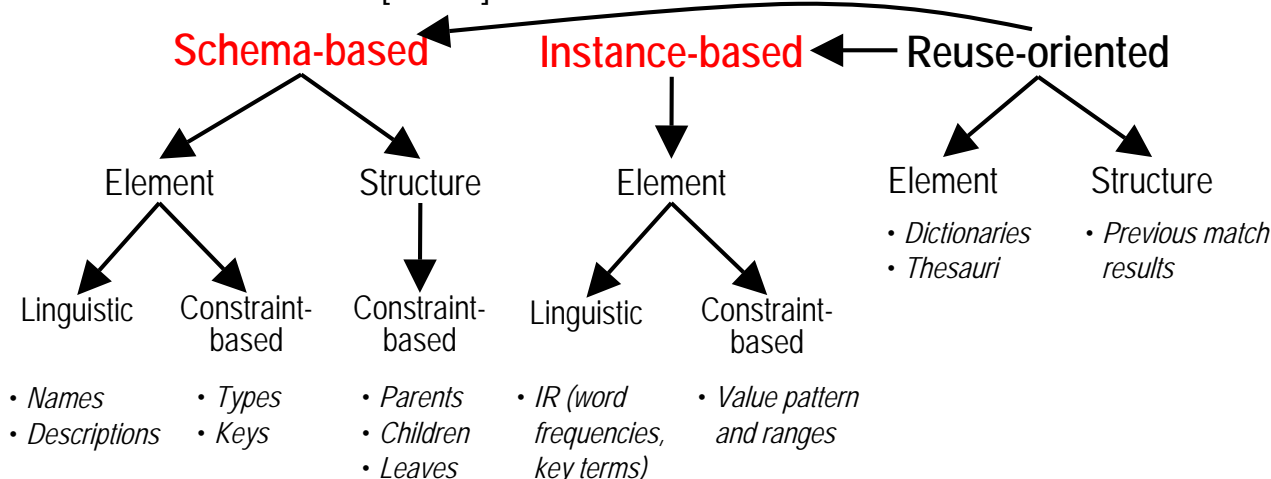 Schema-based Instance-based Reuse-oriented
Element Structure Element Element Structure
• Dictionaries • Previous match
• Thesauri results
Linguistic Constraint- Constraint- Linguistic Constraint-
based based based
• Names • Types • Parents • IR (word • Value pattern
• Descriptions • Keys • Children frequencies, and ranges
• Leaves key terms)